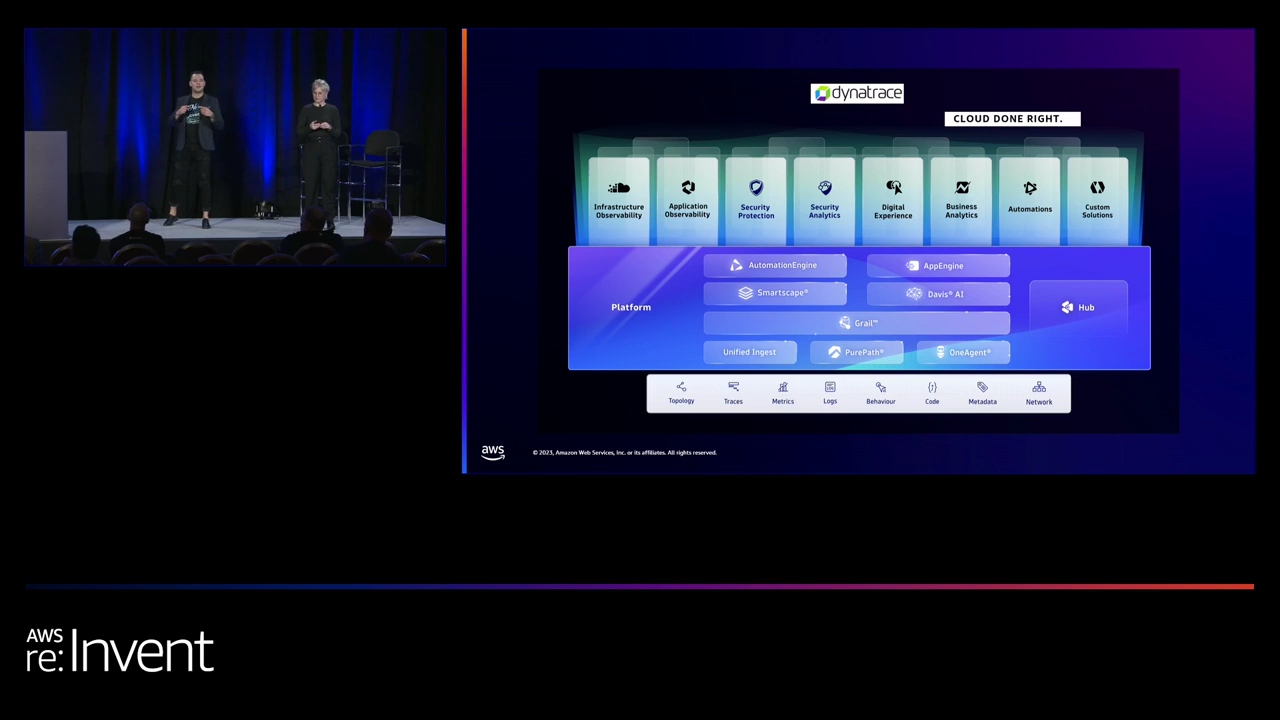 dynatrace
CLOUD DONE RIGHT.
Infrastructure
Observability
Application
Observability
Security
Protection
Security
Analytics
Digital
Experience
Business
Analytics
Automations
Custom
Solutions
Platform
AutomationEngine
AppEngine
Smartscape®
Davis® AI
Hub
Grail™
Unified Ingest
PurePath®
OneAgent®
Topology
Traces
Metrics
Logs
Behaviour
Code
Metadata
Network
aws
© 2023, Amazon Web Services, Inc. or its affiliates. All rights reserved.
AWS
re:Invent